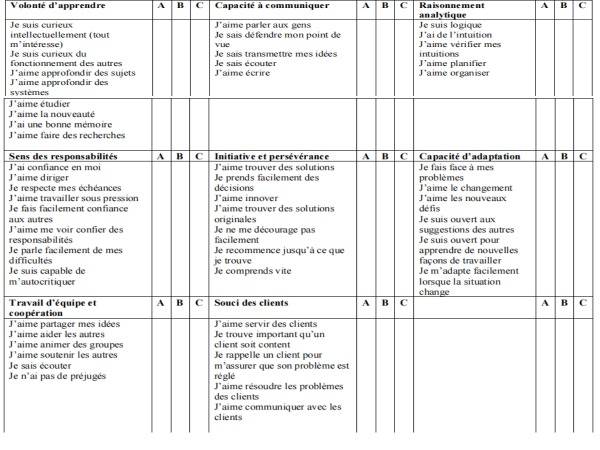 Volonté d'apprendre A B C Capacité à communiquer A B C Raisonnement analytique A B C
Je suis curieux
intellectuellement (tout
m'intéresse)
Je suis curieux du
fonctionnement des autres
J'aime approfondir des sujets
J'aime approfondir des
systèmes
J'aime étudier
J'aime la nouveauté
J'ai une bonne mémoire
J'aime faire des recherches
J'aime parler aux gens
Je sais défendre mon point de
vue
Je sais transmettre mes idées
Je sais écouter
J'aime écrire
Je suis logique
J'ai de l'intuition
J'aime vérifier mes
intuitions
J'aime planifier
J'aime organiser
Sens des responsabilités A B C Initiative et persévérance A B C Capacité d'adaptation A B C
J'ai confiance en moi
J'aime diriger
Je respecte mes échéances
J'aime travailler sous pression
Je fais facilement confiance
aux autres
J'aime me voir confier des
responsabilités
Je parle facilement de mes
difficultés
Je suis capable de
m'autocritiquer
J'aime trouver des solutions
Je prends facilement des
décisions
J'aime innover
J'aime trouver des solutions
originales
Je ne me décourage pas
facilement
Je recommence jusqu'à ce que
je trouve
Je comprends vite
Je fais face à mes
problèmes
J'aime le changement
J'aime les nouveaux
défis
Je suis ouvert aux
suggestions des autres
Je suis ouvert pour
apprendre de nouvelles
façons de travailler
Je m'adapte facilement
lorsque la situation
change
Travail d'équipe et coopération A B C Souci des clients A B C A B C
J'aime partager mes idées
J'aime aider les autres
J'aime animer des groupes
J'aime soutenir les autres
Je sais écouter
Je n'ai pas de préjugés
J'aime servir des clients
Je trouve important qu'un
client soit content
Je rappelle un client pour
m'assurer que son problème est
réglé
J'aime résoudre les problèmes
des clients
J'aime communiquer avec les
clients